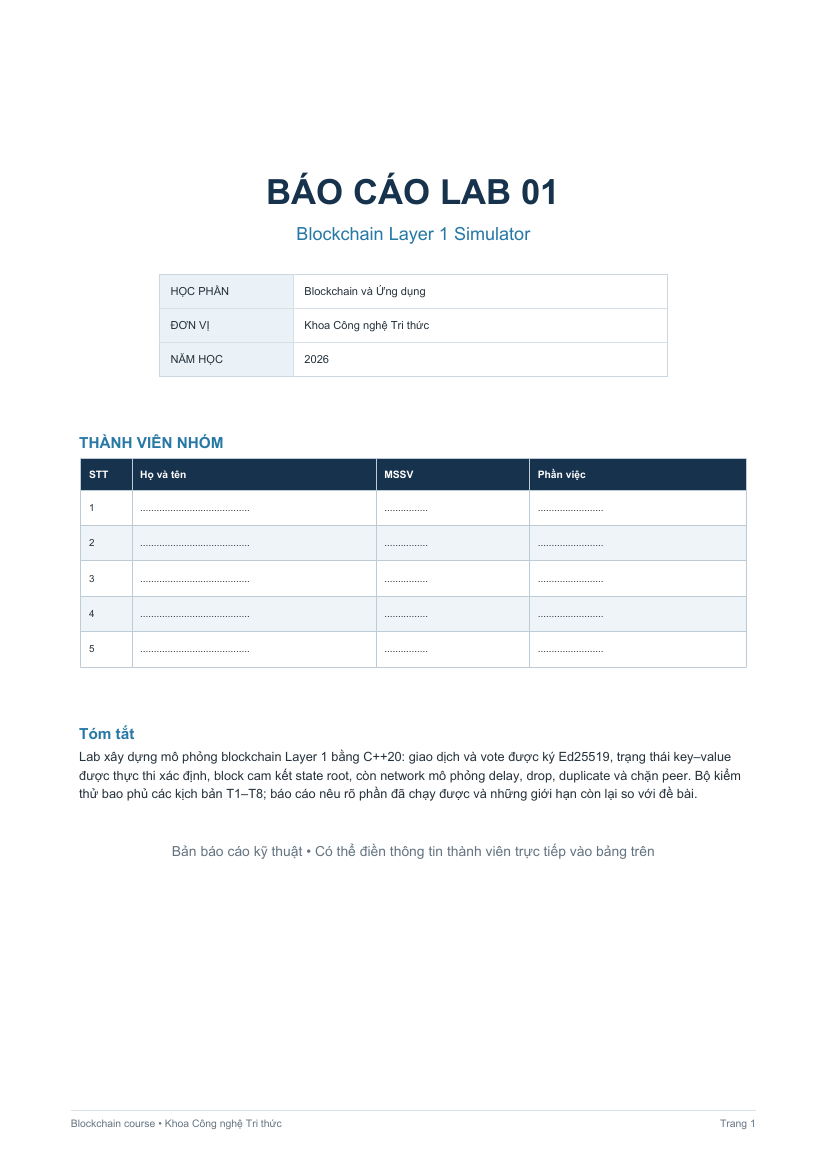 BÁO CÁO LAB 01
Blockchain Layer 1 Simulator
HỌC PHẦN Blockchain và Ứng dụng
ĐƠN VỊ Khoa Công nghệ Tri thức
NĂM HỌC 2026
THÀNH VIÊN NHÓM
STT Họ và tên MSSV Phần việc
1 ........................................ ................ ........................
2 ........................................ ................ ........................
3 ........................................ ................ ........................
4 ........................................ ................ ........................
5 ........................................ ................ ........................
Tóm tắt
Lab xây dựng mô phỏng blockchain Layer 1 bằng C++20: giao dịch và vote được ký Ed25519, trạng thái key–value
được thực thi xác định, block cam kết state root, còn network mô phỏng delay, drop, duplicate và chặn peer. Bộ kiểm
thử bao phủ các kịch bản T1–T8; báo cáo nêu rõ phần đã chạy được và những giới hạn còn lại so với đề bài.
Bản báo cáo kỹ thuật • Có thể điền thông tin thành viên trực tiếp vào bảng trên
Blockchain course • Khoa Công nghệ Tri thức Trang 1